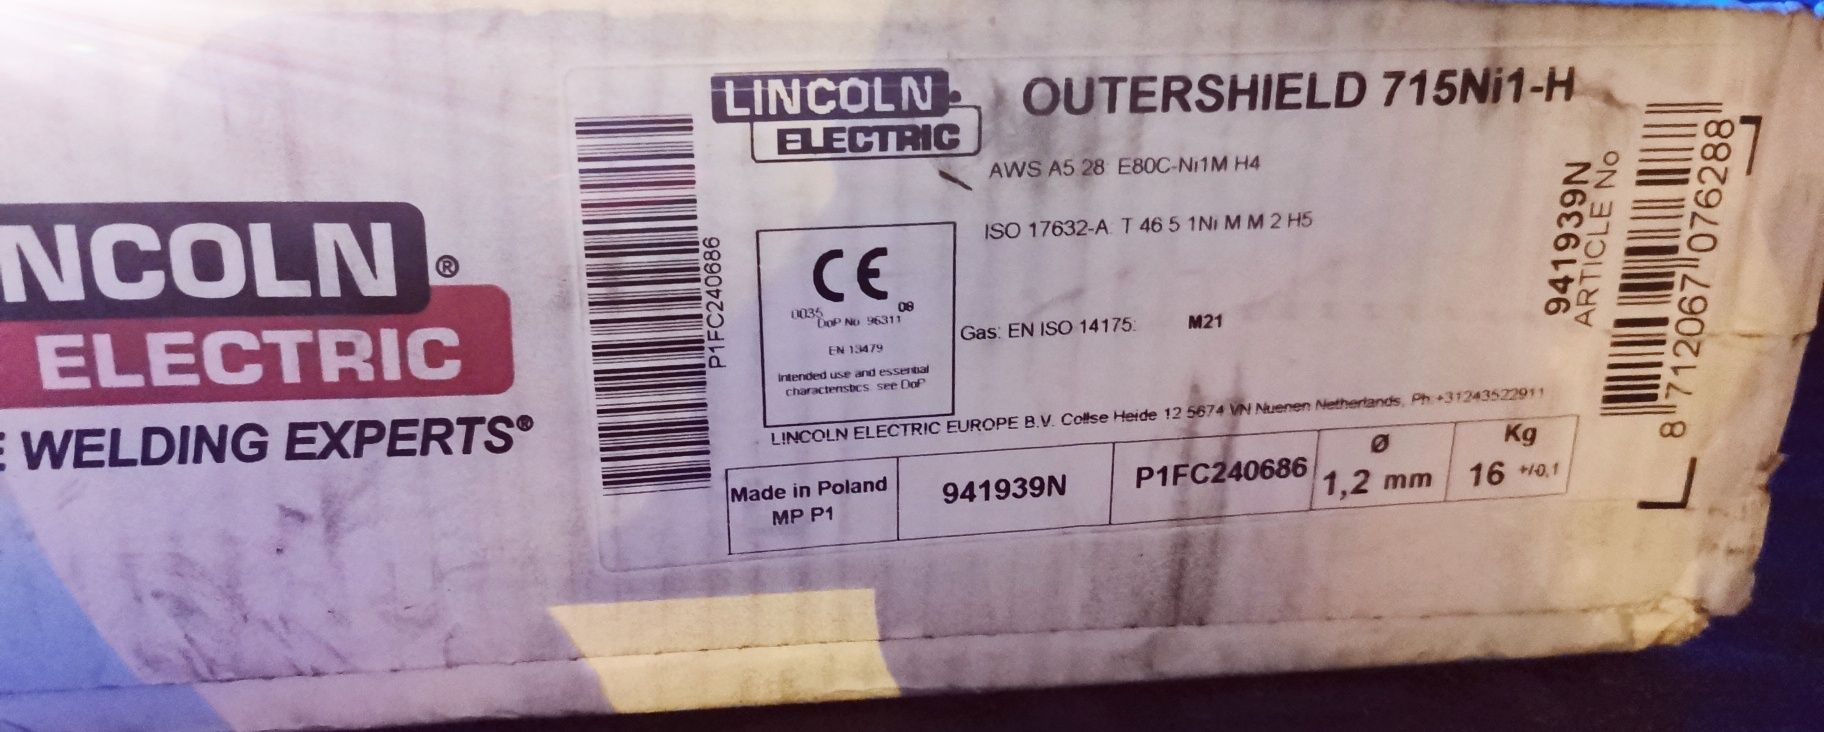 NCOLN ®
ELECTRIC
E WELDING EXPERTS®
P1FC240686
LINCOLN
ELECTRIC
OUTERSHIELD 715Ni1-H
AWS A5 28 E80C-Ni1M H4
ISO 17632-A: T 46 5 1Ni M M 2 H5
CE
0035 08
DoP No 96311
EN 13479
Intended use and essential
characteristics see DoP
Gas: EN ISO 14175: M21
LINCOLN ELECTRIC EUROPE B.V. Collse Heide 12 5674 VN Nuenen Netherlands, Ph +31243522911
Made in Poland
MP P1
941939N
P1FC240686
Ø
1,2 mm
Kg
16 +/-0,1
941939N
ARTICLE No
8 712067 076288